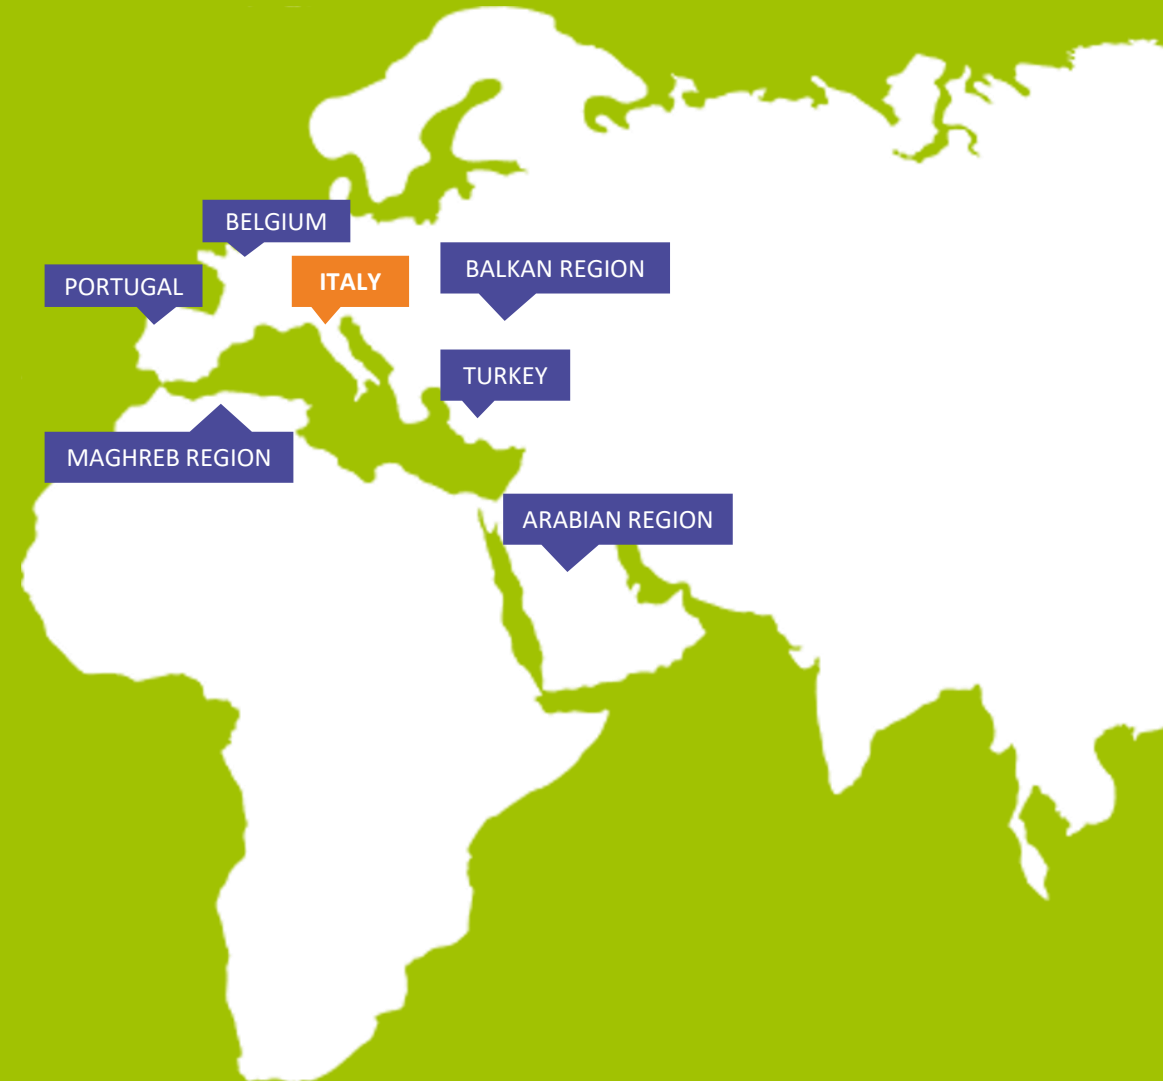 BELGIUM
PORTUGAL
ITALY
BALKAN REGION
TURKEY
MAGHREB REGION
ARABIAN REGION